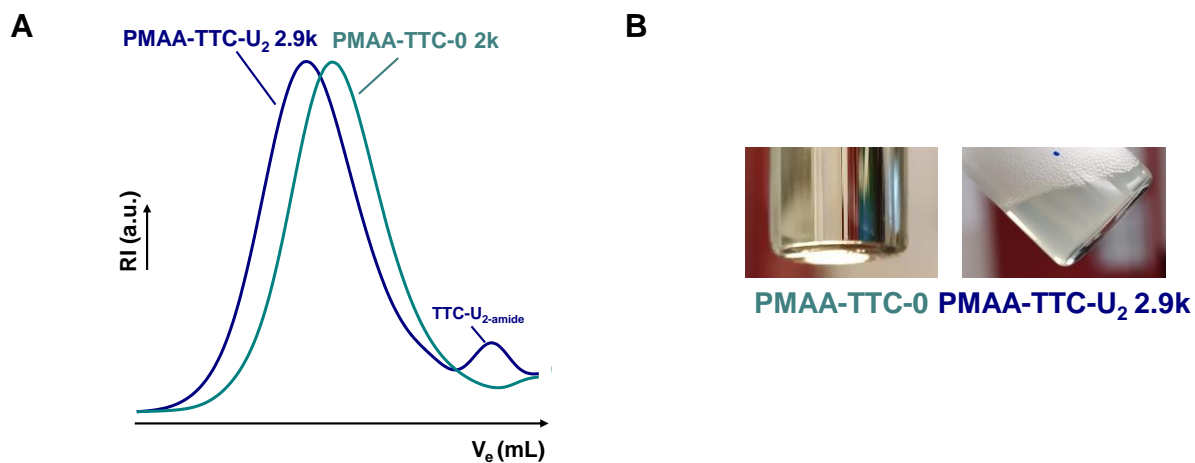 A
B
PMAA-TTC-U₂ 2.9k
PMAA-TTC-0 2k
RI (a.u.)
TTC-U₂₋ₐₘᵢdₑ
Vₑ (mL)
PMAA-TTC-0
PMAA-TTC-U₂ 2.9k